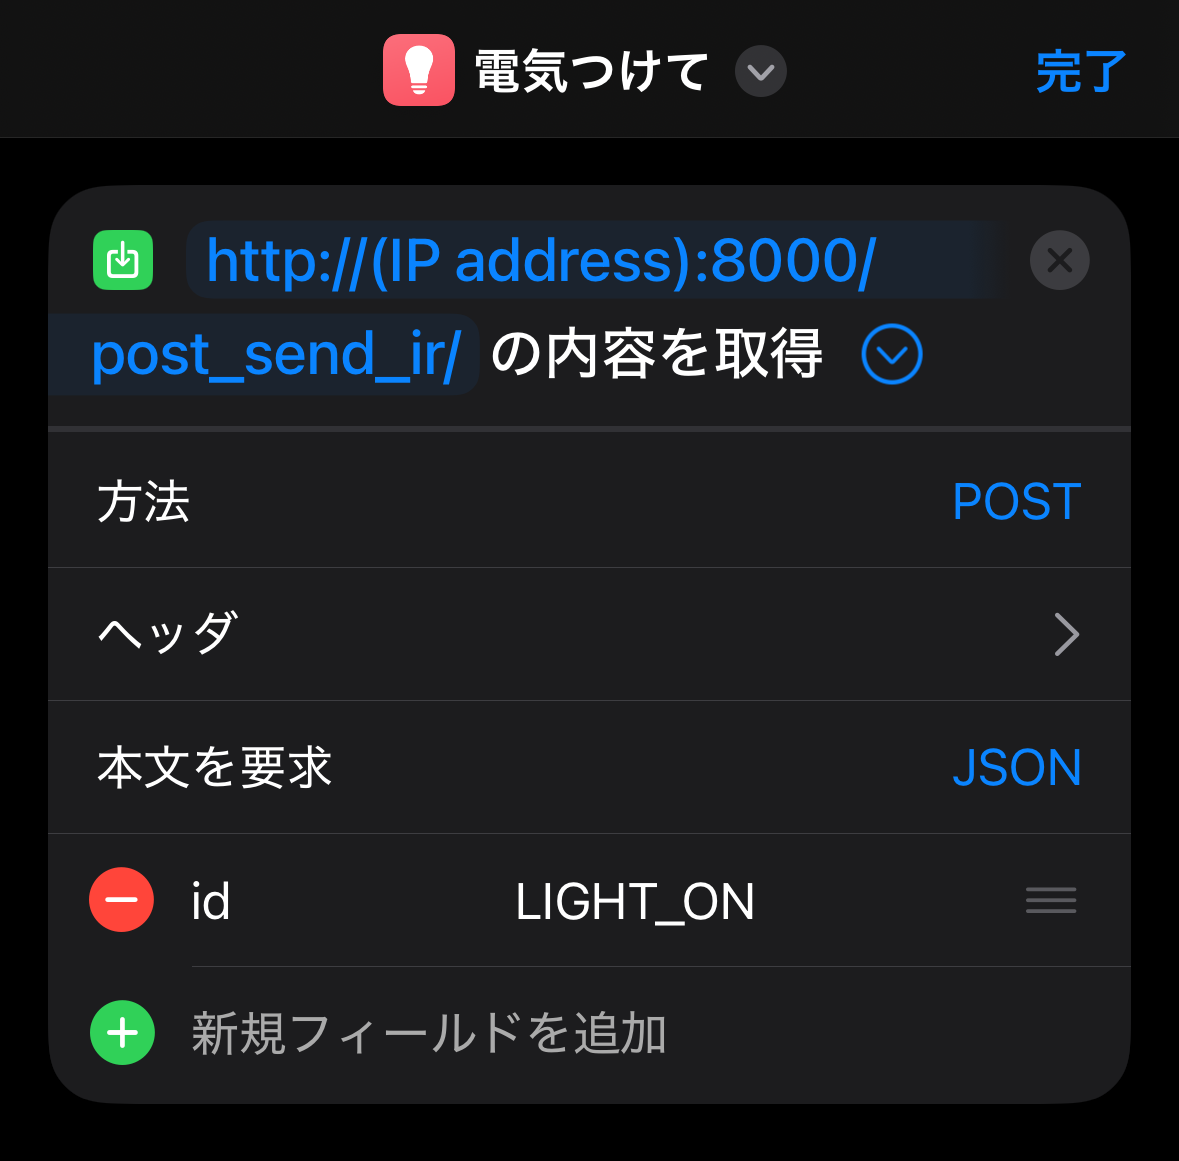 電気つけて
完了
http://(IP address):8000/
post_send_ir/ の内容を取得
方法 POST
ヘッダ
本文を要求 JSON
id LIGHT_ON
新規フィールドを追加